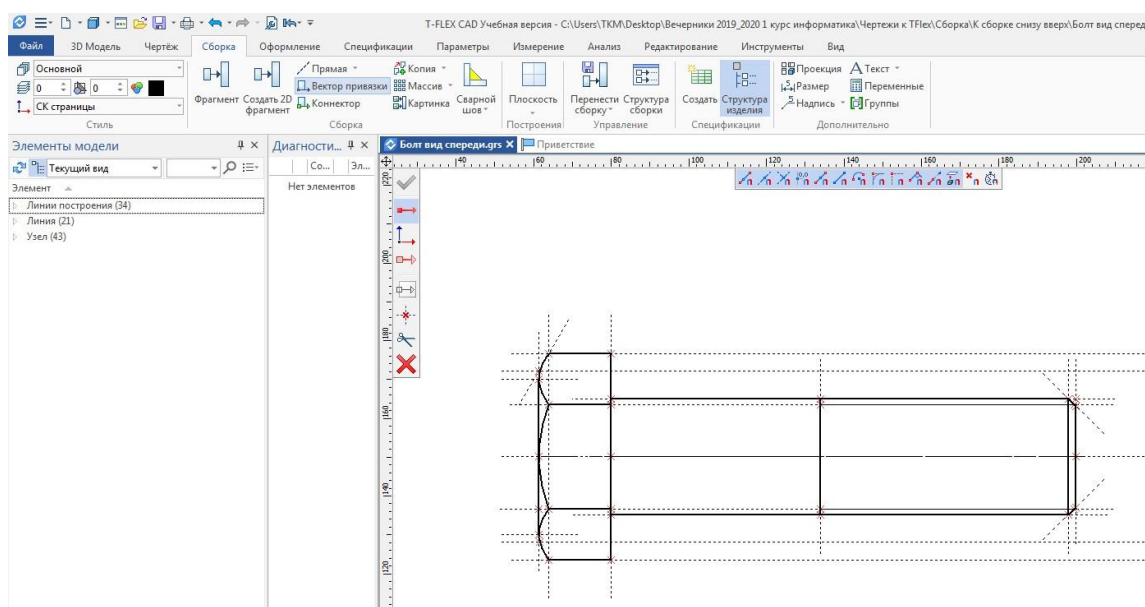 T-FLEX CAD Учебная версия - C:\Users\TKM\Desktop\Вечерники 2019_2020 1 курс информатика\Чертежи к TFlex\Сборка\К сборке снизу вверх\Болт вид сперед
Файл 3D Модель Чертёж Сборка Оформление Спецификации Параметры Измерение Анализ Редактирование Инструменты Вид
Основной Прямая Копия Проекция Текст
0 0 Вектор привязки Массив Размер Переменные
СК страницы Фрагмент Создать 2D фрагмент Коннектор Картинка Сварной шов Плоскость Перенести сборку Структура сборки Создать Структура изделия Надпись Группы
Стиль Сборка Построения Управление Спецификации Дополнительно
Элементы модели Диагности... Болт вид спереди.grs Приветствие
Текущий вид Со... Эл...
40 60 80 100 120 140 160 180 200
Элемент Нет элементов
Линии построения (34)
Линия (21)
Узел (43)
220
200
180
160
140
120